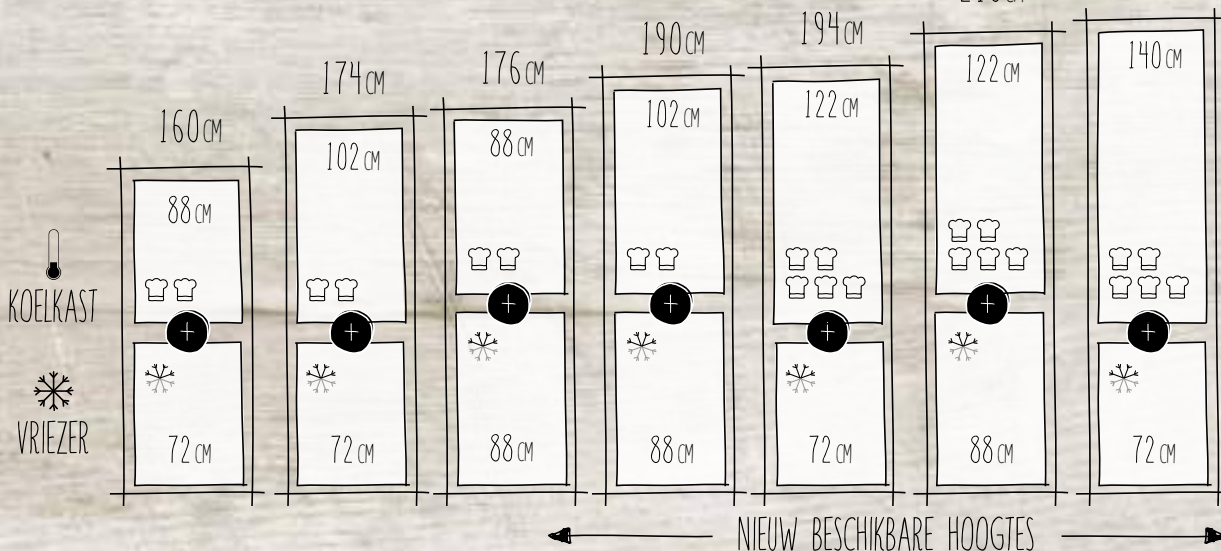 160CM
174CM
176CM
190CM
194CM
88CM
102CM
88CM
102CM
122CM
122CM
140CM
KOELKAST
VRIEZER
72CM
72CM
88CM
88CM
72CM
88CM
72CM
NIEUW BESCHIKBARE HOOGTES